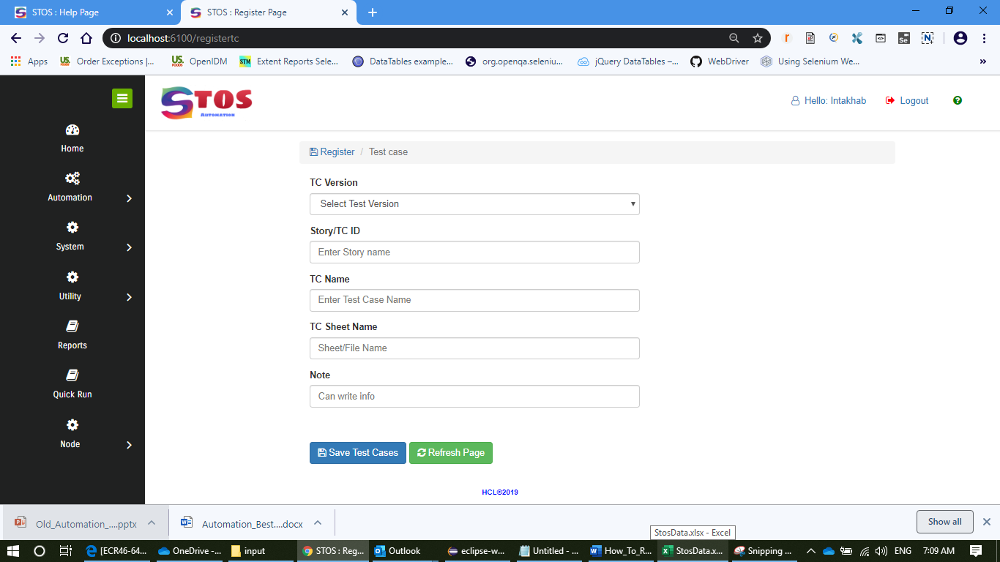 STOS : Help Page
STOS : Register Page
localhost:6100/registertc
Apps
Order Exceptions |...
OpenIDM
Extent Reports Sele...
DataTables example...
org.openqa.seleniu...
jQuery DataTables –...
WebDriver
Using Selenium We...
STOS
Automation
Hello: Intakhab
Logout
Home
Automation
System
Utility
Reports
Quick Run
Node
Register / Test case
TC Version
Select Test Version
Story/TC ID
Enter Story name
TC Name
Enter Test Case Name
TC Sheet Name
Sheet/File Name
Note
Can write info
Save Test Cases
Refresh Page
HCL©2019
Old_Automation_....pptx
Automation_Best....docx
Show all
StosData.xlsx - Excel
[ECR46-64...
OneDrive -...
input
STOS : Reg...
Outlook
eclipse-w...
Untitled - ...
How_To_R...
StosData.x...
Snipping ...
ENG
7:09 AM